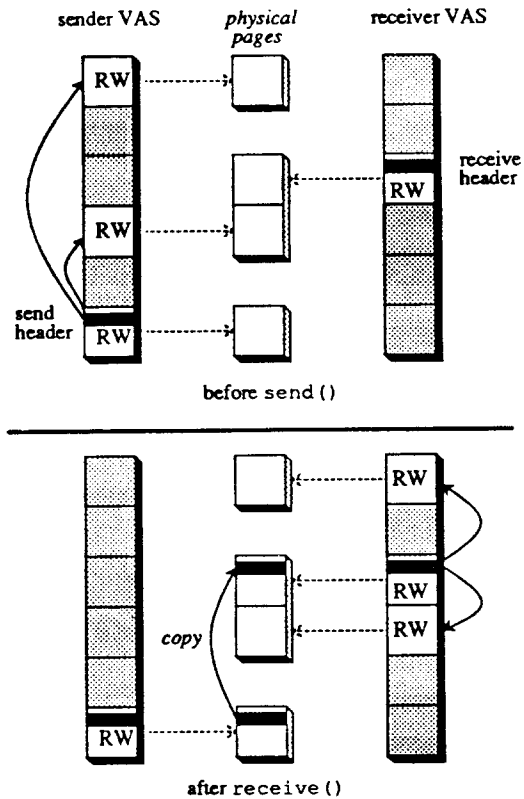 sender VAS
physical
pages
receiver VAS
RW
receive
header
RW
RW
send
header
RW
before send()
RW
RW
RW
copy
RW
after receive()